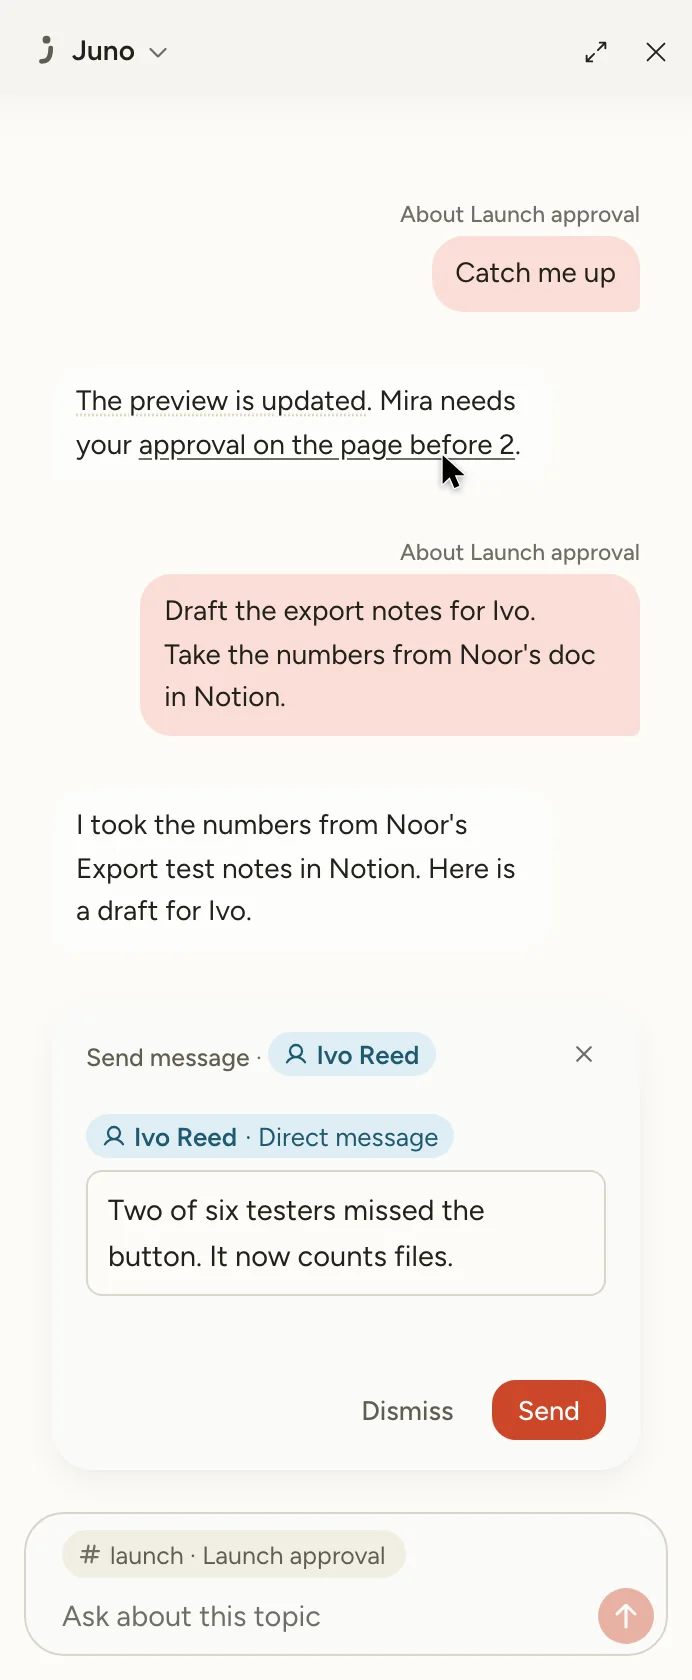 Juno
About Launch approval
Catch me up
The preview is updated. Mira needs
your approval on the page before 2.
About Launch approval
Draft the export notes for Ivo.
Take the numbers from Noor's doc
in Notion.
I took the numbers from Noor's
Export test notes in Notion. Here is
a draft for Ivo.
Send message · Ivo Reed
Ivo Reed · Direct message
Two of six testers missed the
button. It now counts files.
Dismiss Send
# launch · Launch approval
Ask about this topic